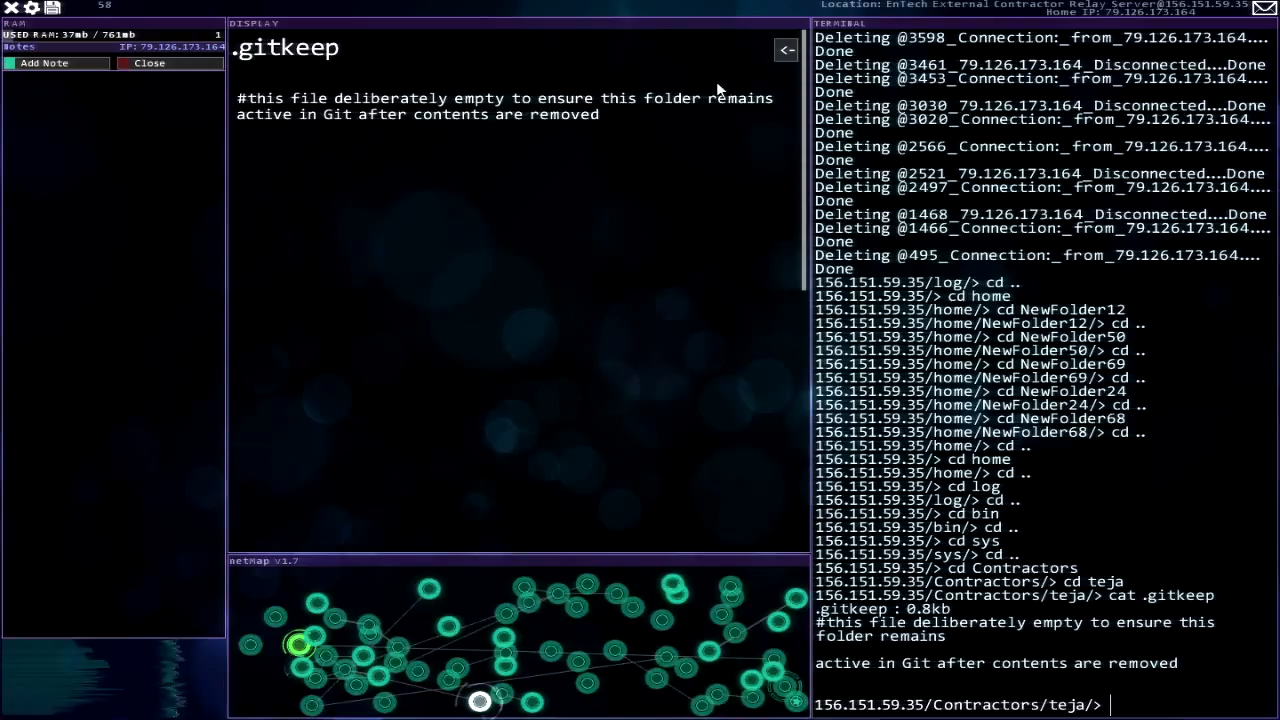 58
Location: EnTech External Contractor Relay Server@156.151.59.35
Home IP: 79.126.173.164
RAM
USED RAM: 37mb / 761mb 1
Notes IP: 79.126.173.164
Add Note Close
DISPLAY
.gitkeep
<-
#this file deliberately empty to ensure this folder remains
active in Git after contents are removed
netMap v1.7
TERMINAL
Deleting @3598_Connection:_from_79.126.173.164....
Done
Deleting @3461_79.126.173.164_Disconnected....Done
Deleting @3453_Connection:_from_79.126.173.164....
Done
Deleting @3030_79.126.173.164_Disconnected....Done
Deleting @3020_Connection:_from_79.126.173.164....
Done
Deleting @2566_Connection:_from_79.126.173.164....
Done
Deleting @2521_79.126.173.164_Disconnected....Done
Deleting @2497_Connection:_from_79.126.173.164....
Done
Deleting @1468_79.126.173.164_Disconnected....Done
Deleting @1466_Connection:_from_79.126.173.164....
Done
Deleting @495_Connection:_from_79.126.173.164....
Done
156.151.59.35/log/> cd ..
156.151.59.35/> cd home
156.151.59.35/home/> cd NewFolder12
156.151.59.35/home/NewFolder12/> cd ..
156.151.59.35/home/> cd NewFolder50
156.151.59.35/home/NewFolder50/> cd ..
156.151.59.35/home/> cd NewFolder69
156.151.59.35/home/NewFolder69/> cd ..
156.151.59.35/home/> cd NewFolder24
156.151.59.35/home/NewFolder24/> cd ..
156.151.59.35/home/> cd NewFolder68
156.151.59.35/home/NewFolder68/> cd ..
156.151.59.35/home/> cd ..
156.151.59.35/> cd home
156.151.59.35/home/> cd ..
156.151.59.35/> cd log
156.151.59.35/log/> cd ..
156.151.59.35/> cd bin
156.151.59.35/bin/> cd ..
156.151.59.35/> cd sys
156.151.59.35/sys/> cd ..
156.151.59.35/> cd Contractors
156.151.59.35/Contractors/> cd teja
156.151.59.35/Contractors/teja/> cat .gitkeep
.gitkeep : 0.8kb
#this file deliberately empty to ensure this
folder remains
active in Git after contents are removed
156.151.59.35/Contractors/teja/>